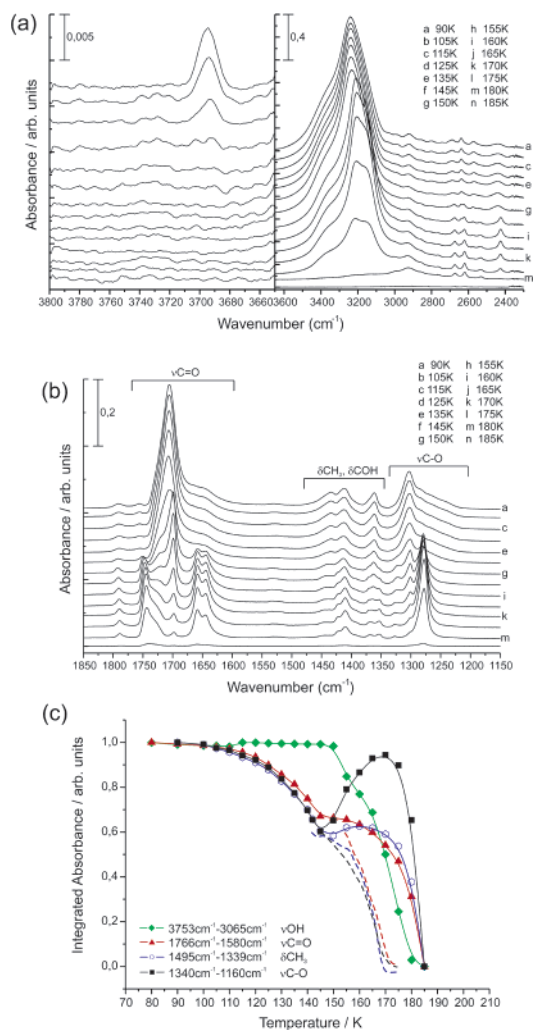 (a)
0,005
0,4
a 90K h 155K
b 105K i 160K
c 115K j 165K
d 125K k 170K
e 135K l 175K
f 145K m 180K
g 150K n 185K
Absorbance / arb. units
a
c
e
g
i
k
m
3800 3780 3760 3740 3720 3700 3680 3660 3600 3400 3200 3000 2800 2600 2400
Wavenumber (cm⁻¹)
(b)
νC=O
0,2
a 90K h 155K
b 105K i 160K
c 115K j 165K
d 125K k 170K
e 135K l 175K
f 145K m 180K
g 150K n 185K
δCH₃, δCOH
νC-O
Absorbance / arb. units
a
c
e
g
i
k
m
1850 1800 1750 1700 1650 1600 1550 1500 1450 1400 1350 1300 1250 1200 1150
Wavenumber (cm⁻¹)
(c)
Integrated Absorbance / arb. units
1,0
0,8
0,6
0,4
0,2
0,0
3753cm⁻¹-3065cm⁻¹ νOH
1766cm⁻¹-1580cm⁻¹ νC=O
1495cm⁻¹-1339cm⁻¹ δCH₃
1340cm⁻¹-1160cm⁻¹ νC-O
70 80 90 100 110 120 130 140 150 160 170 180 190 200 210
Temperature / K